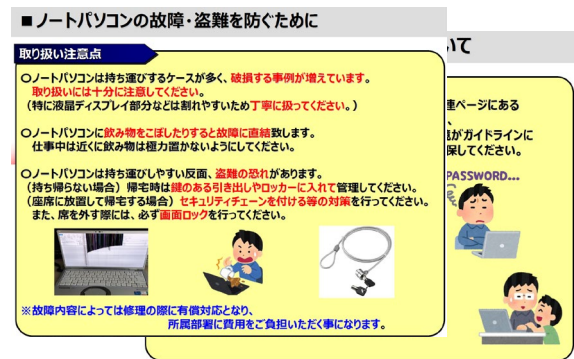 ■ノートパソコンの故障・盗難を防ぐために
取り扱い注意点
○ノートパソコンは持ち運びするケースが多く、破損する事例が増えています。
取り扱いには十分に注意してください。
（特に液晶ディスプレイ部分などは割れやすいため丁寧に扱ってください。）
○ノートパソコンに飲み物をこぼしたりすると故障に直結致します。
仕事中は近くに飲み物は極力置かないようにしてください。
○ノートパソコンは持ち運びしやすい反面、盗難の恐れがあります。
（持ち帰らない場合）帰宅時は鍵のある引き出しやロッカーに入れて管理してください。
（座席に放置して帰宅する場合）セキュリティチェーンを付ける等の対策を行ってください。
また、席を外す際には、必ず画面ロックを行ってください。
※故障内容によっては修理の際に有償対応となり、
所属部署に費用をご負担いただく事になります。
いて
ページにある
、
がガイドラインに
保してください。
PASSWORD...